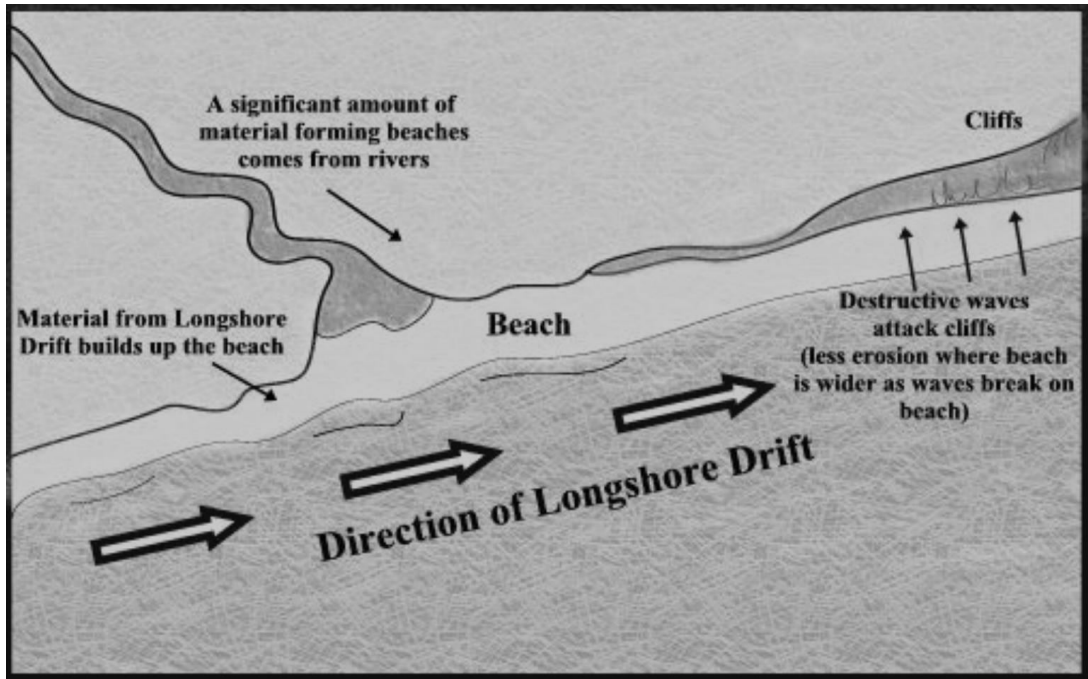 A significant amount of
material forming beaches
comes from rivers
Cliffs
Material from Longshore
Drift builds up the beach
Beach
Destructive waves
attack cliffs
(less erosion where beach
is wider as waves break on
beach)
Direction of Longshore Drift